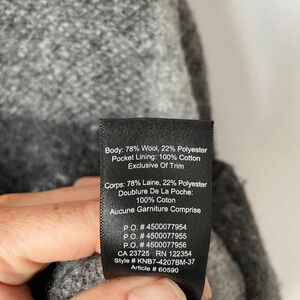 Body: 78% Wool, 22% Polyester
Pocket Lining: 100% Cotton
Exclusive Of Trim
Corps: 78% Laine, 22% Polyester
Doublure De La Poche:
100% Coton
Aucune Garniture Comprise
P.O. # 4500077954
P.O. # 4500077955
P.O. # 4500077956
CA 23725 RN 122354
Style # KNB7-4207BM-37
Article # 60590